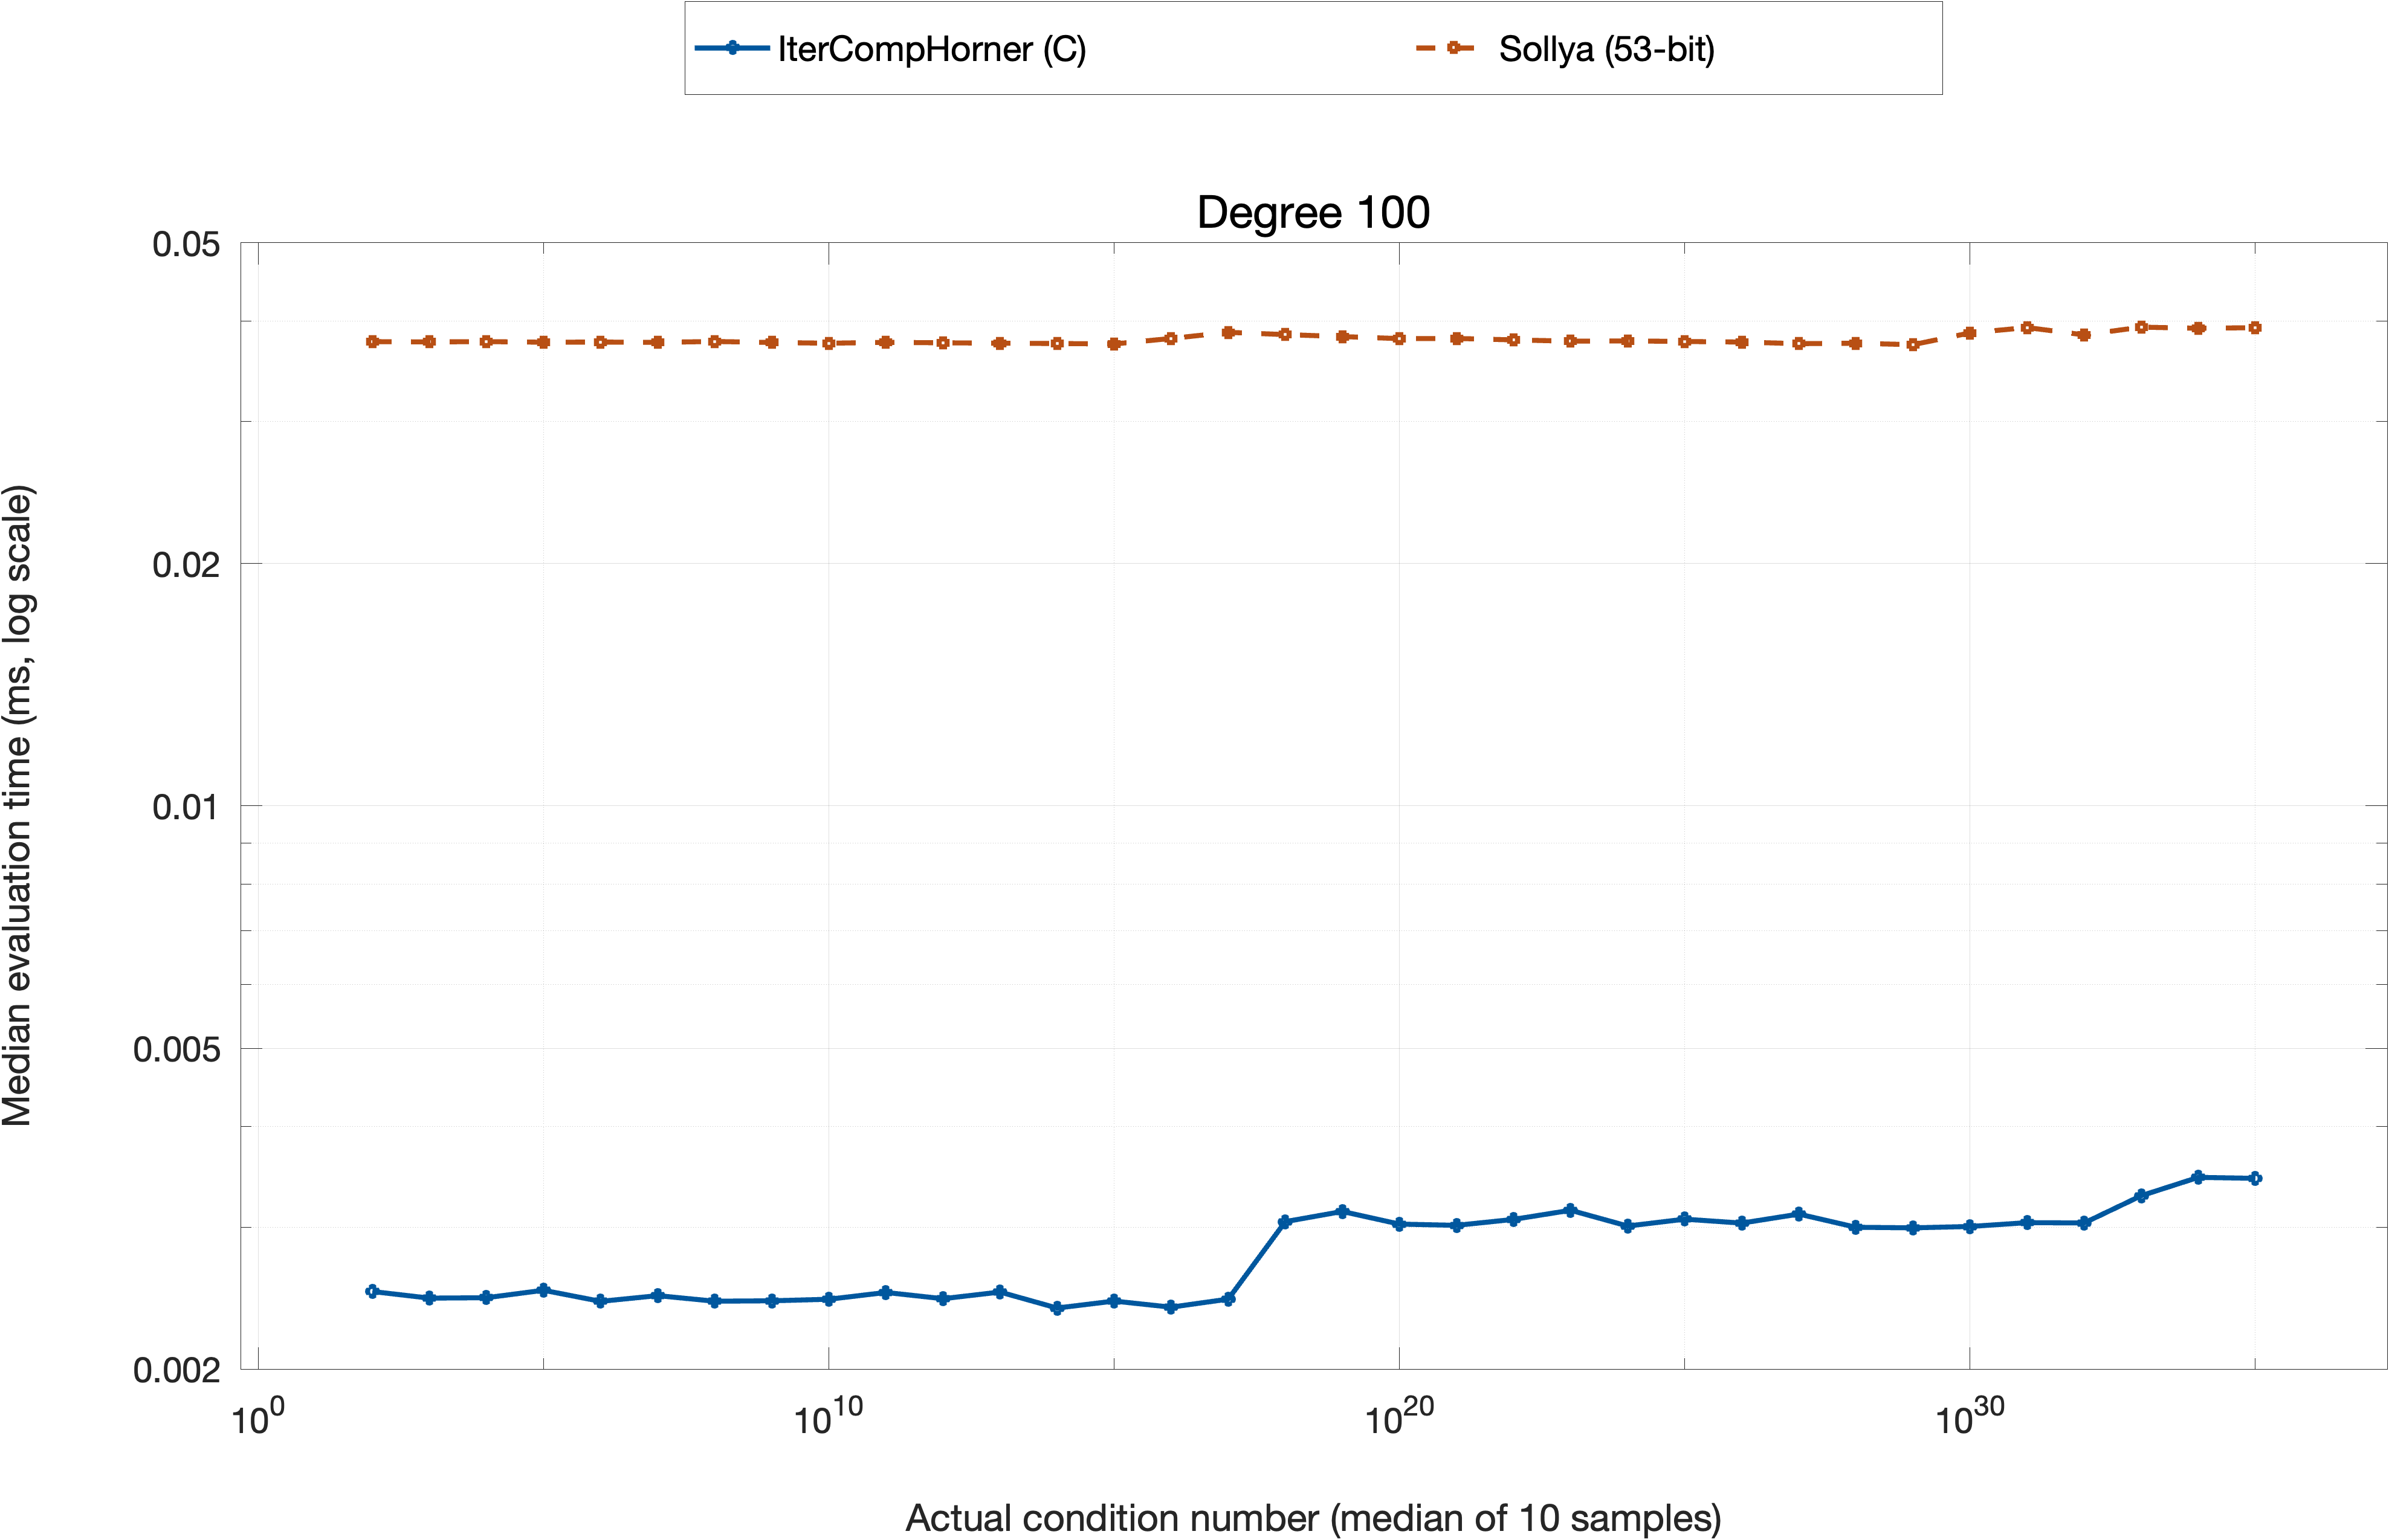 IterCompHorner (C) Sollya (53-bit)
Degree 100
0.05
0.02
0.01
0.005
0.002
Median evaluation time (ms, log scale)
10^0 10^10 10^20 10^30
Actual condition number (median of 10 samples)